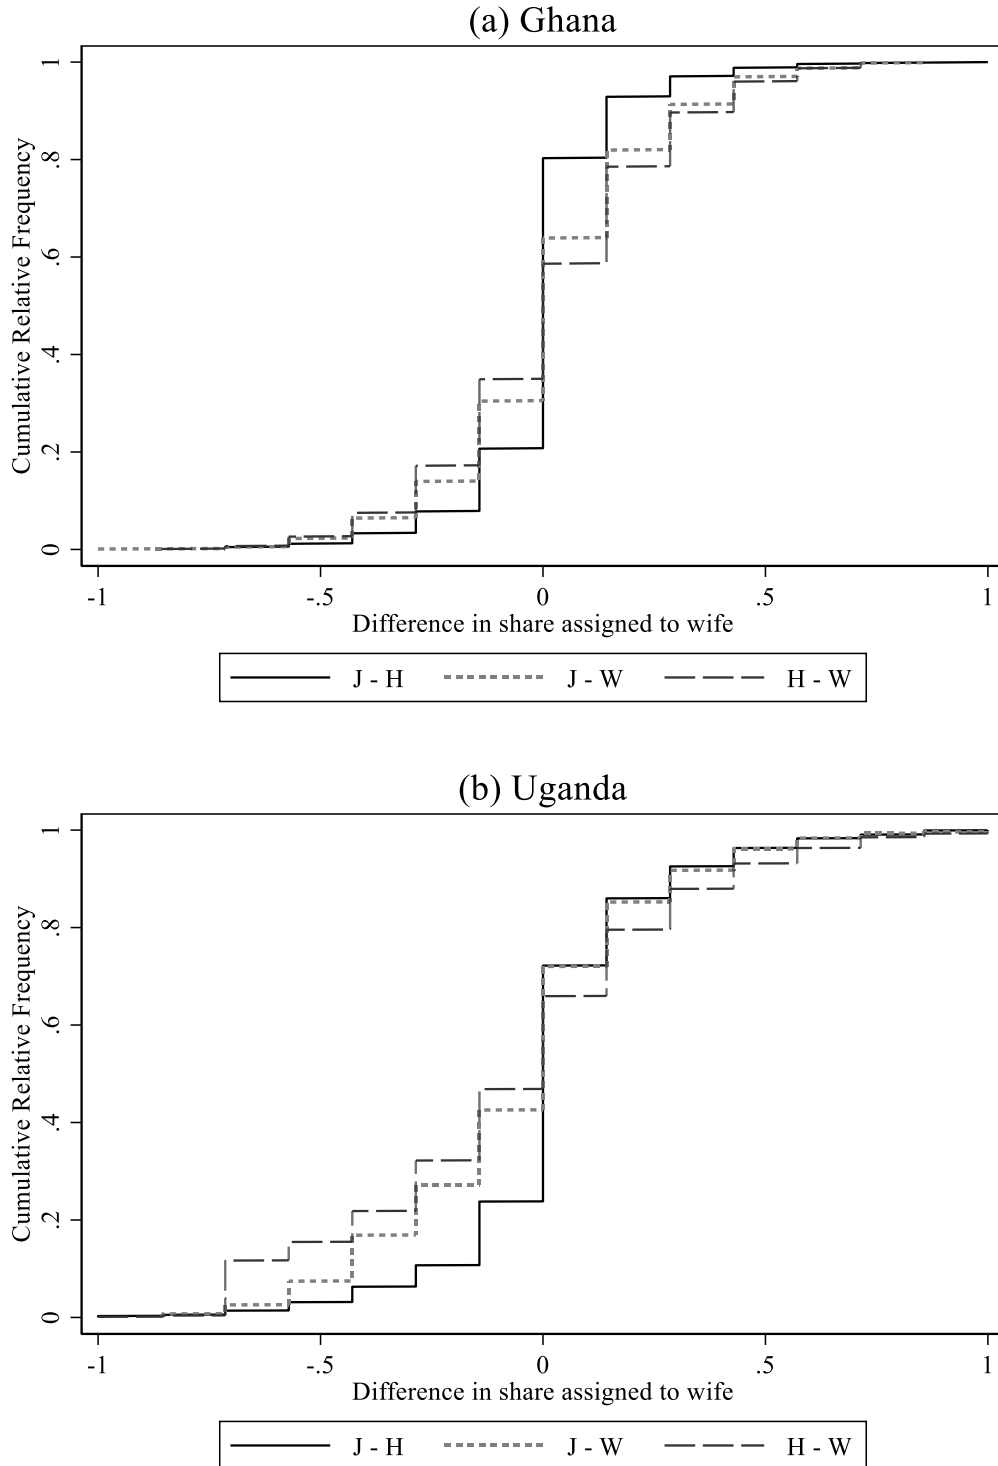 (a) Ghana
Cumulative Relative Frequency
1
.8
.6
.4
.2
0
-1 -.5 0 .5 1
Difference in share assigned to wife
J - H J - W H - W
(b) Uganda
Cumulative Relative Frequency
1
.8
.6
.4
.2
0
-1 -.5 0 .5 1
Difference in share assigned to wife
J - H J - W H - W